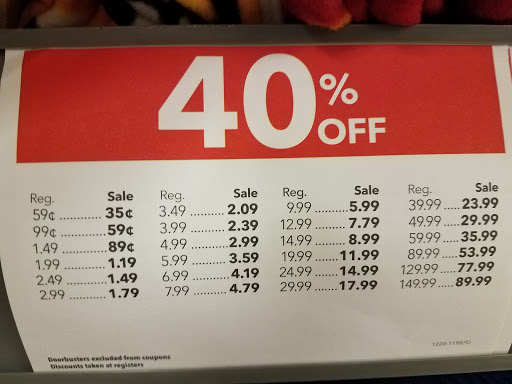 40% OFF
Reg. Sale
59¢ ............ 35¢
99¢ ............ 59¢
1.49 ............ 89¢
1.99 ............ 1.19
2.49 ............ 1.49
2.99 ............ 1.79
Reg. Sale
3.49 .......... 2.09
3.99 .......... 2.39
4.99 .......... 2.99
5.99 .......... 3.59
6.99 .......... 4.19
7.99 .......... 4.79
Reg. Sale
9.99 .......... 5.99
12.99 .......... 7.79
14.99 .......... 8.99
19.99 .......... 11.99
24.99 .......... 14.99
29.99 .......... 17.99
Reg. Sale
39.99 ..... 23.99
49.99 ..... 29.99
59.99 ..... 35.99
89.99 ..... 53.99
129.99 ..... 77.99
149.99 ..... 89.99
Doorbusters excluded from coupons
Discounts taken at registers